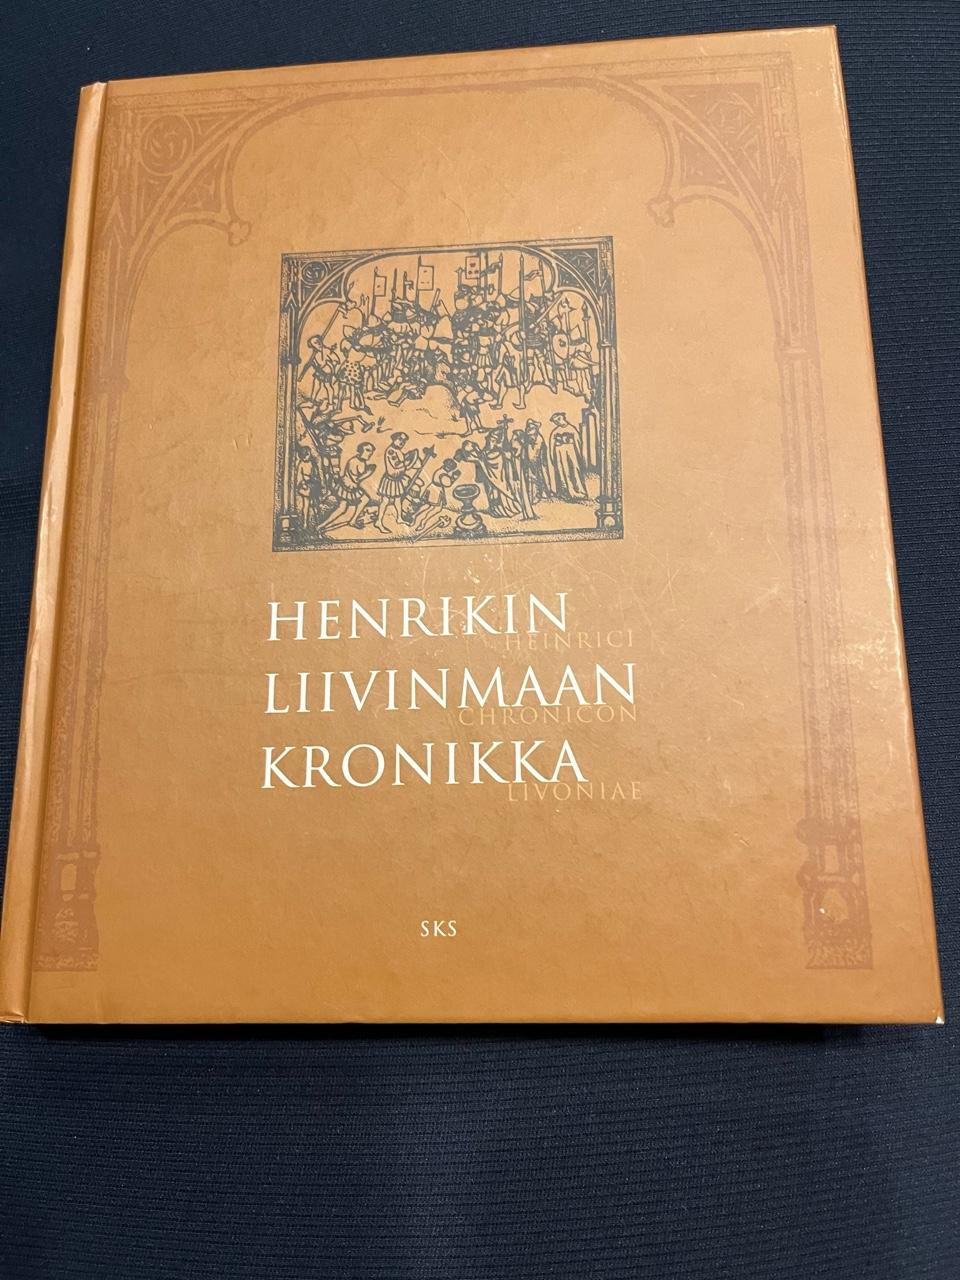 HENRIKIN
HEINRICI
LIIVINMAAN
CHRONICON
KRONIKKA
LIVONIAE
SKS